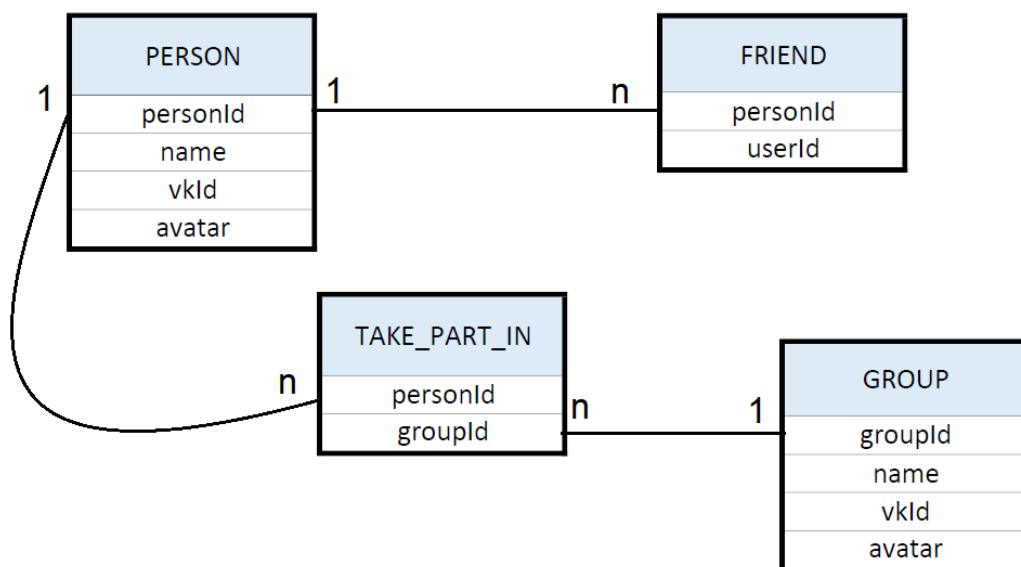 PERSON
personId
name
vkId
avatar
1
1
n
FRIEND
personId
userId
TAKE_PART_IN
personId
groupId
n
n
1
GROUP
groupId
name
vkId
avatar